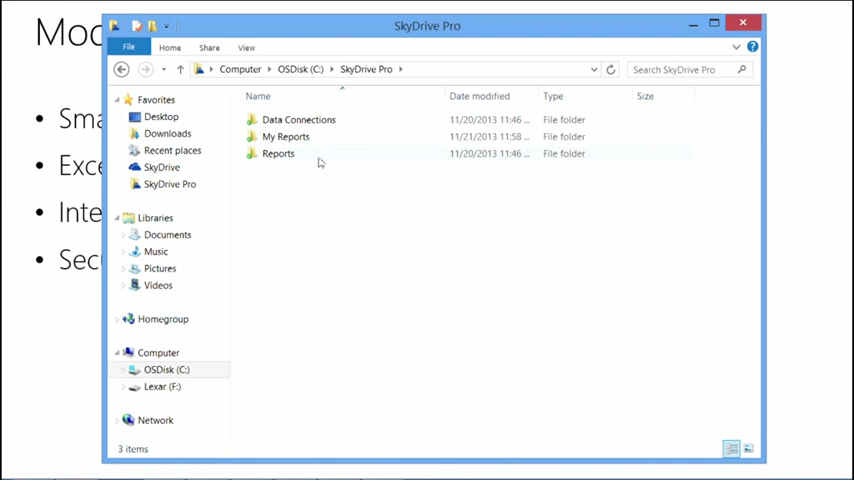 Moc
• Sma
• Exce
• Inte
• Secu
SkyDrive Pro
File Home Share View
Computer OSDisk (C:) SkyDrive Pro
Search SkyDrive Pro
Name Date modified Type Size
Data Connections 11/20/2013 11:46 ... File folder
My Reports 11/21/2013 11:58 ... File folder
Reports 11/20/2013 11:46 ... File folder
Favorites
Desktop
Downloads
Recent places
SkyDrive
SkyDrive Pro
Libraries
Documents
Music
Pictures
Videos
Homegroup
Computer
OSDisk (C:)
Lexar (F:)
Network
3 items